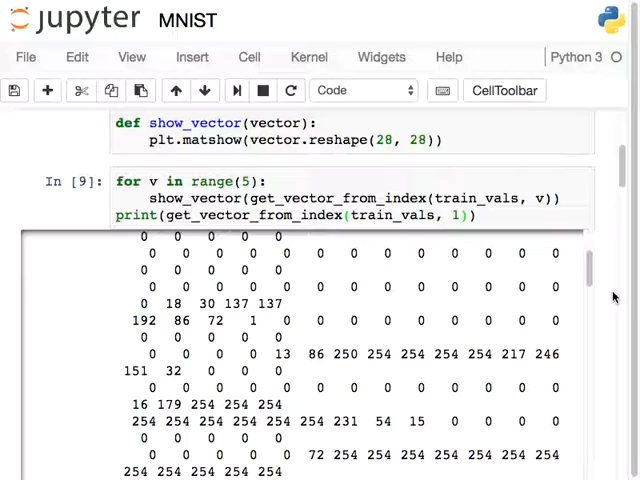 jupyter MNIST
File Edit View Insert Cell Kernel Widgets Help Python 3
Code CellToolbar
def show_vector(vector):
plt.matshow(vector.reshape(28, 28))
In [9]: for v in range(5):
show_vector(get_vector_from_index(train_vals, v))
print(get_vector_from_index(train_vals, 1))
0 0 0 0 0
0 0 0 0 0 0 0 0 0 0 0 0 0
0 0 0 0 0
0 0 0 0 0 0 0 0 0 0 0 0 0
0 18 30 137 137
192 86 72 1 0 0 0 0 0 0 0 0 0
0 0 0 0 0
0 0 0 0 13 86 250 254 254 254 254 217 246
151 32 0 0 0 0 0 0 0 0 0 0 0
16 179 254 254 254
254 254 254 254 254 254 231 54 15 0 0 0 0
0 0 0 0 0
0 0 0 0 0 72 254 254 254 254 254 254 254
254 254 254 254 254